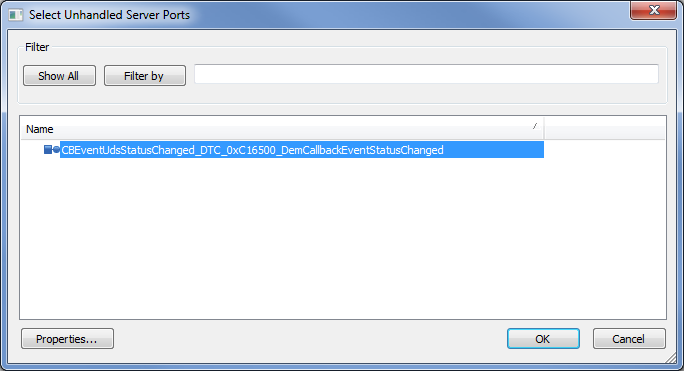 Select Unhandled Server Ports
Filter
Show All
Filter by
Name
CBEventUdsStatusChanged_DTC_0xC16500_DemCallbackEventStatusChanged
Properties...
OK
Cancel